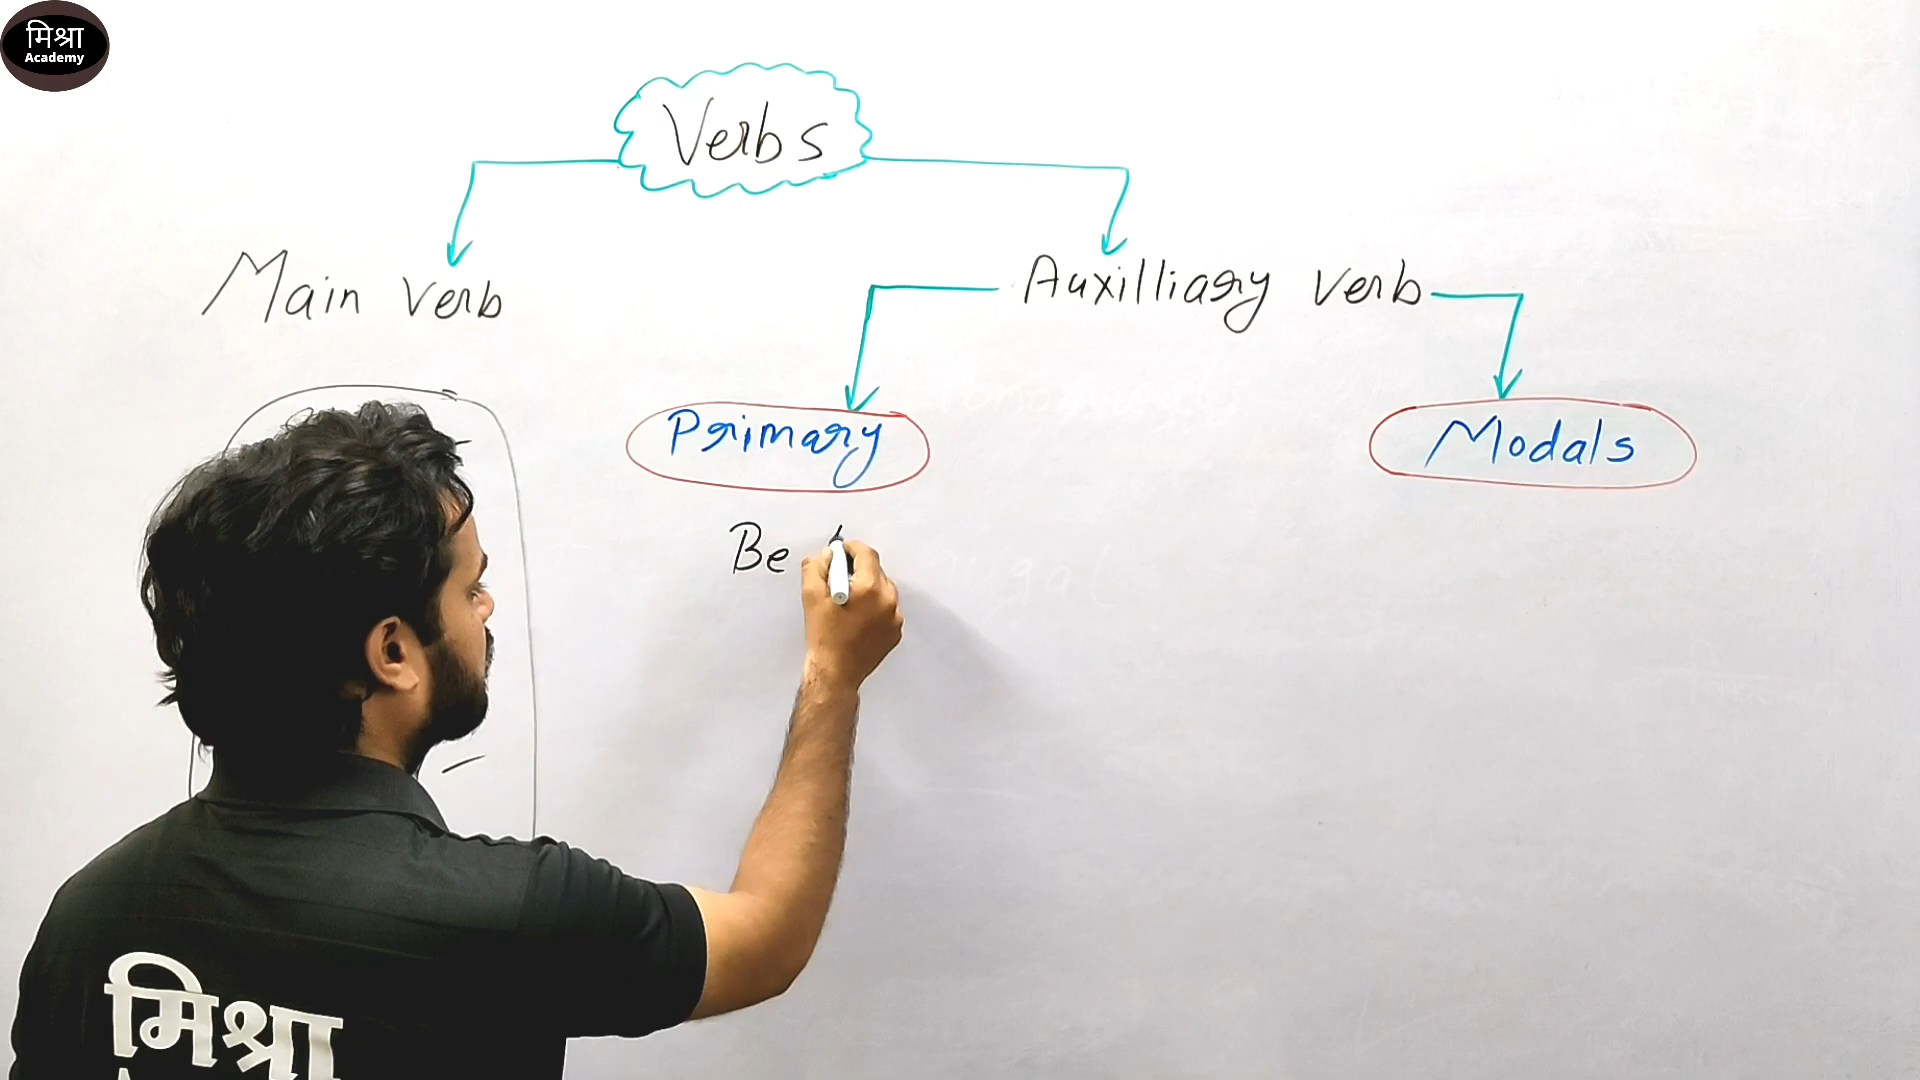 मिश्रा
Academy
Verbs
Main Verb
Auxilliary Verb
Primary
Modals
Be
मिश्रा